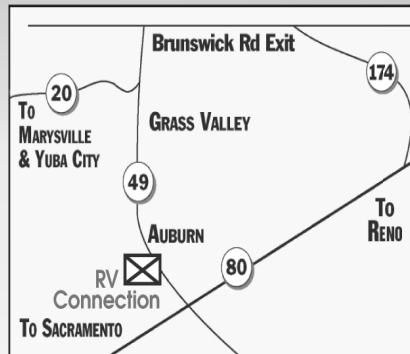 Brunswick Rd Exit
174
20
TO
MARYSVILLE
& YUBA CITY
GRASS VALLEY
49
TO
RENO
AUBURN
80
RV
Connection
TO SACRAMENTO